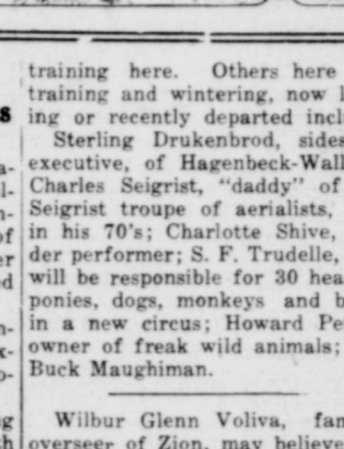 training here. Others here
training and wintering, now
ing or recently departed incl
Sterling Drukenbrod, sides
executive, of Hagenbeck-Wall
Charles Seigrist, "daddy" of
Seigrist troupe of aerialists,
in his 70's; Charlotte Shive,
der performer; S. F. Trudelle,
will be responsible for 30 hea
ponies, dogs, monkeys and b
in a new circus; Howard Pe
owner of freak wild animals;
Buck Maughiman.
Wilbur Glenn Voliva, fam
overseer of Zion, may believe